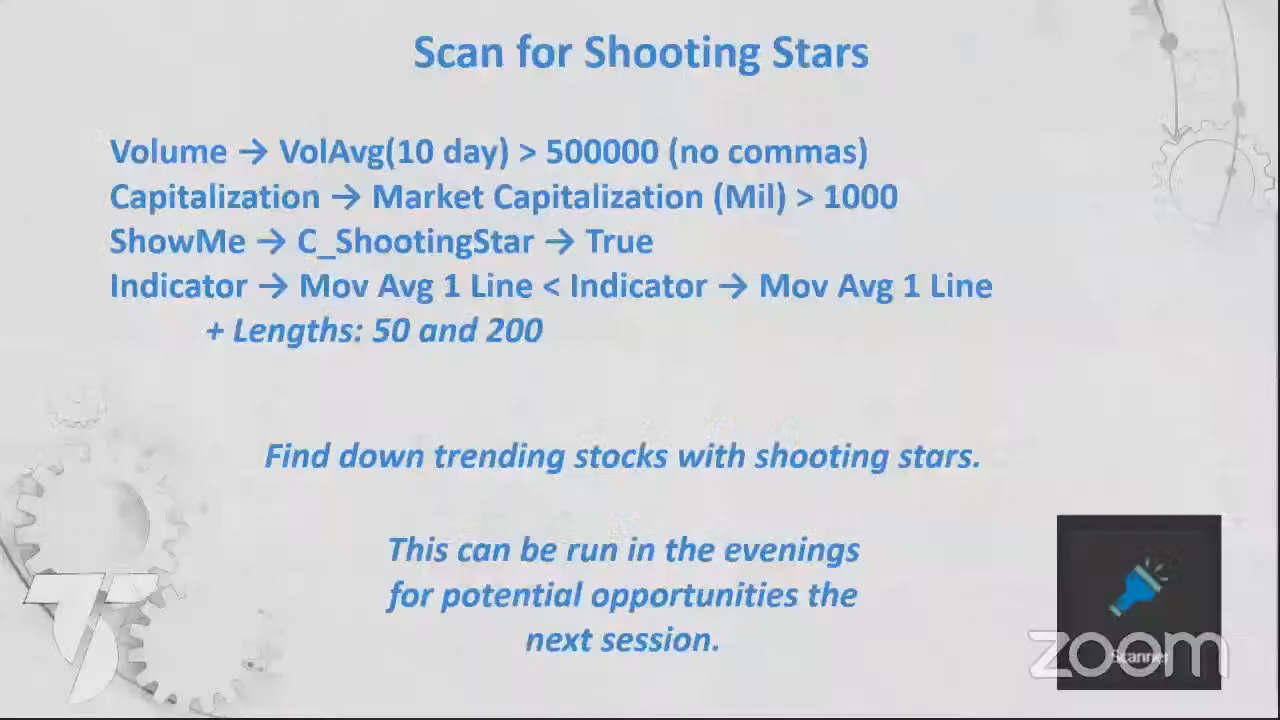 Scan for Shooting Stars
Volume → VolAvg(10 day) > 500000 (no commas)
Capitalization → Market Capitalization (Mil) > 1000
ShowMe → C_ShootingStar → True
Indicator → Mov Avg 1 Line < Indicator → Mov Avg 1 Line
+ Lengths: 50 and 200
Find down trending stocks with shooting stars.
This can be run in the evenings
for potential opportunities the
next session.
Scanner
zoom